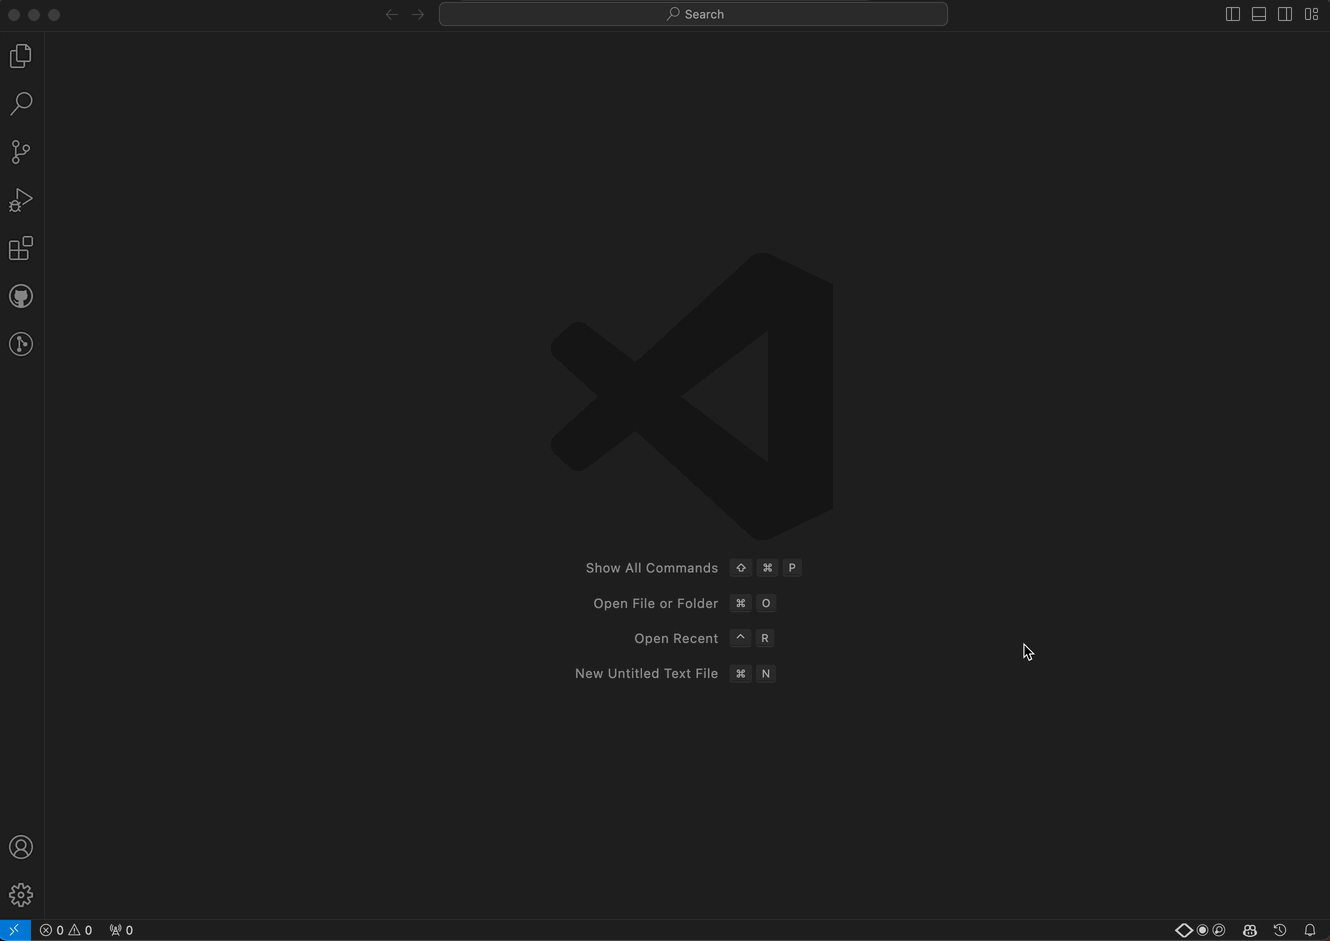 Search
Show All Commands ⇧ ⌘ P
Open File or Folder ⌘ O
Open Recent ^ R
New Untitled Text File ⌘ N
0 0 0